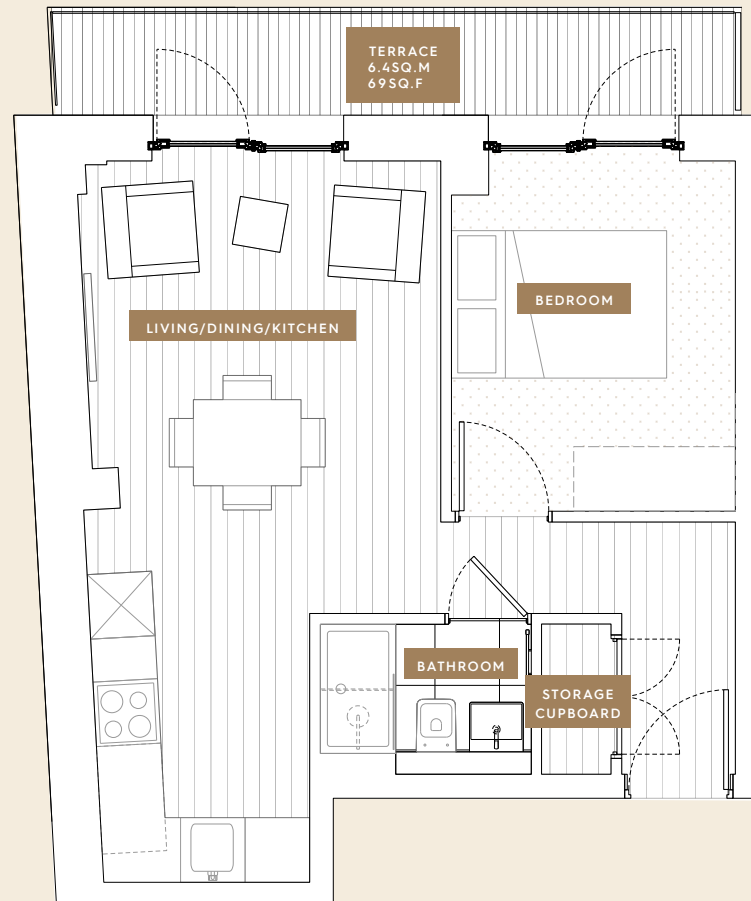 TERRACE
6.4SQ.M
69SQ.F
BEDROOM
LIVING/DINING/KITCHEN
BATHROOM
STORAGE
CUPBOARD